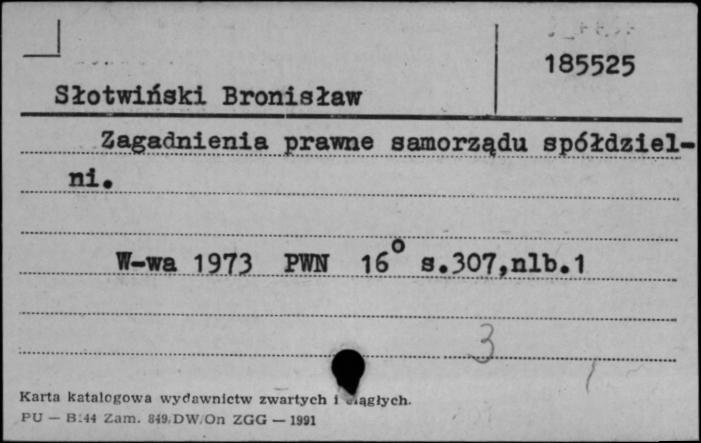 185525
Słotwiński Bronisław
Zagadnienia prawne samorządu spółdziel-
ni.
W-wa 1973 PWN 16° s.307,nlb.1
3
Karta katalogowa wydawnictw zwartych i ciągłych.
PU — B:44 Zam. 849/DW/On ZGG — 1991